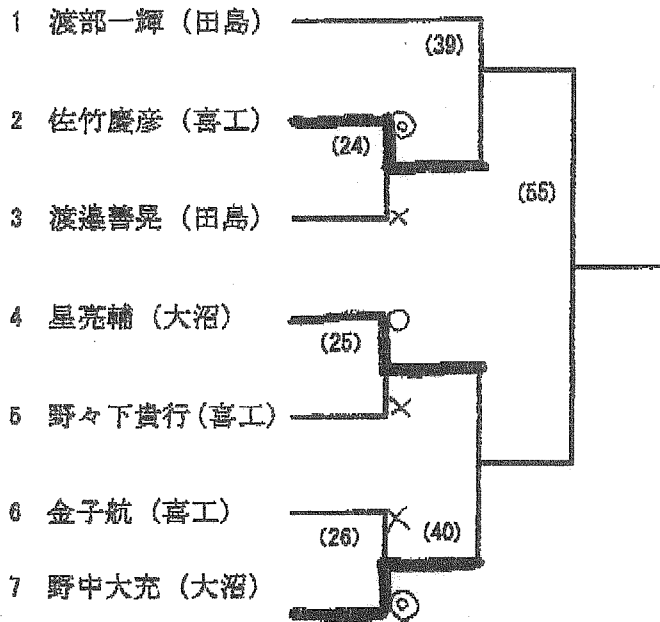 1 渡部一輝 (田島)
(39)
2 佐竹慶彦 (喜工)
(24)
(55)
3 渡邉善晃 (田島)
4 星亮輔 (大沼)
(25)
5 野々下貴行(喜工)
6 金子航 (喜工)
(26) (40)
7 野中大充 (大沼)